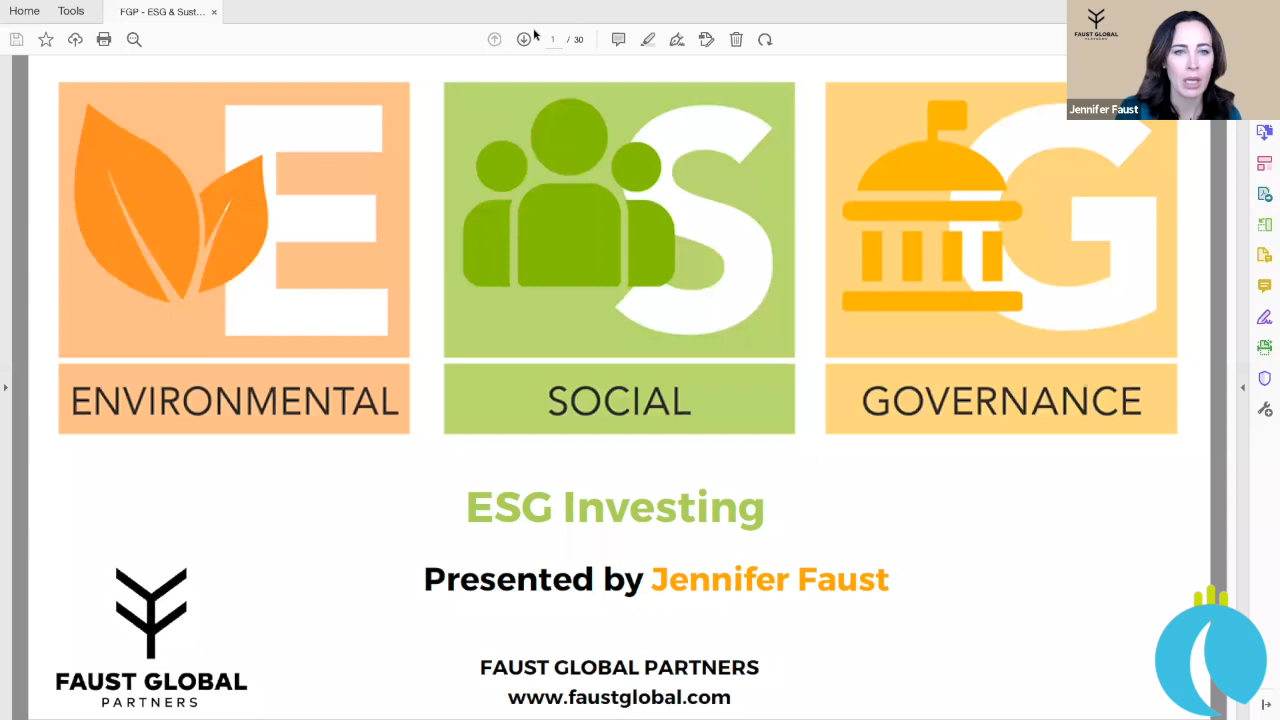 Home Tools FGP - ESG & Sust... ×
1 / 30
FAUST GLOBAL
Jennifer Faust
E S G
ENVIRONMENTAL SOCIAL GOVERNANCE
ESG Investing
Presented by Jennifer Faust
FAUST GLOBAL
PARTNERS
FAUST GLOBAL PARTNERS
www.faustglobal.com